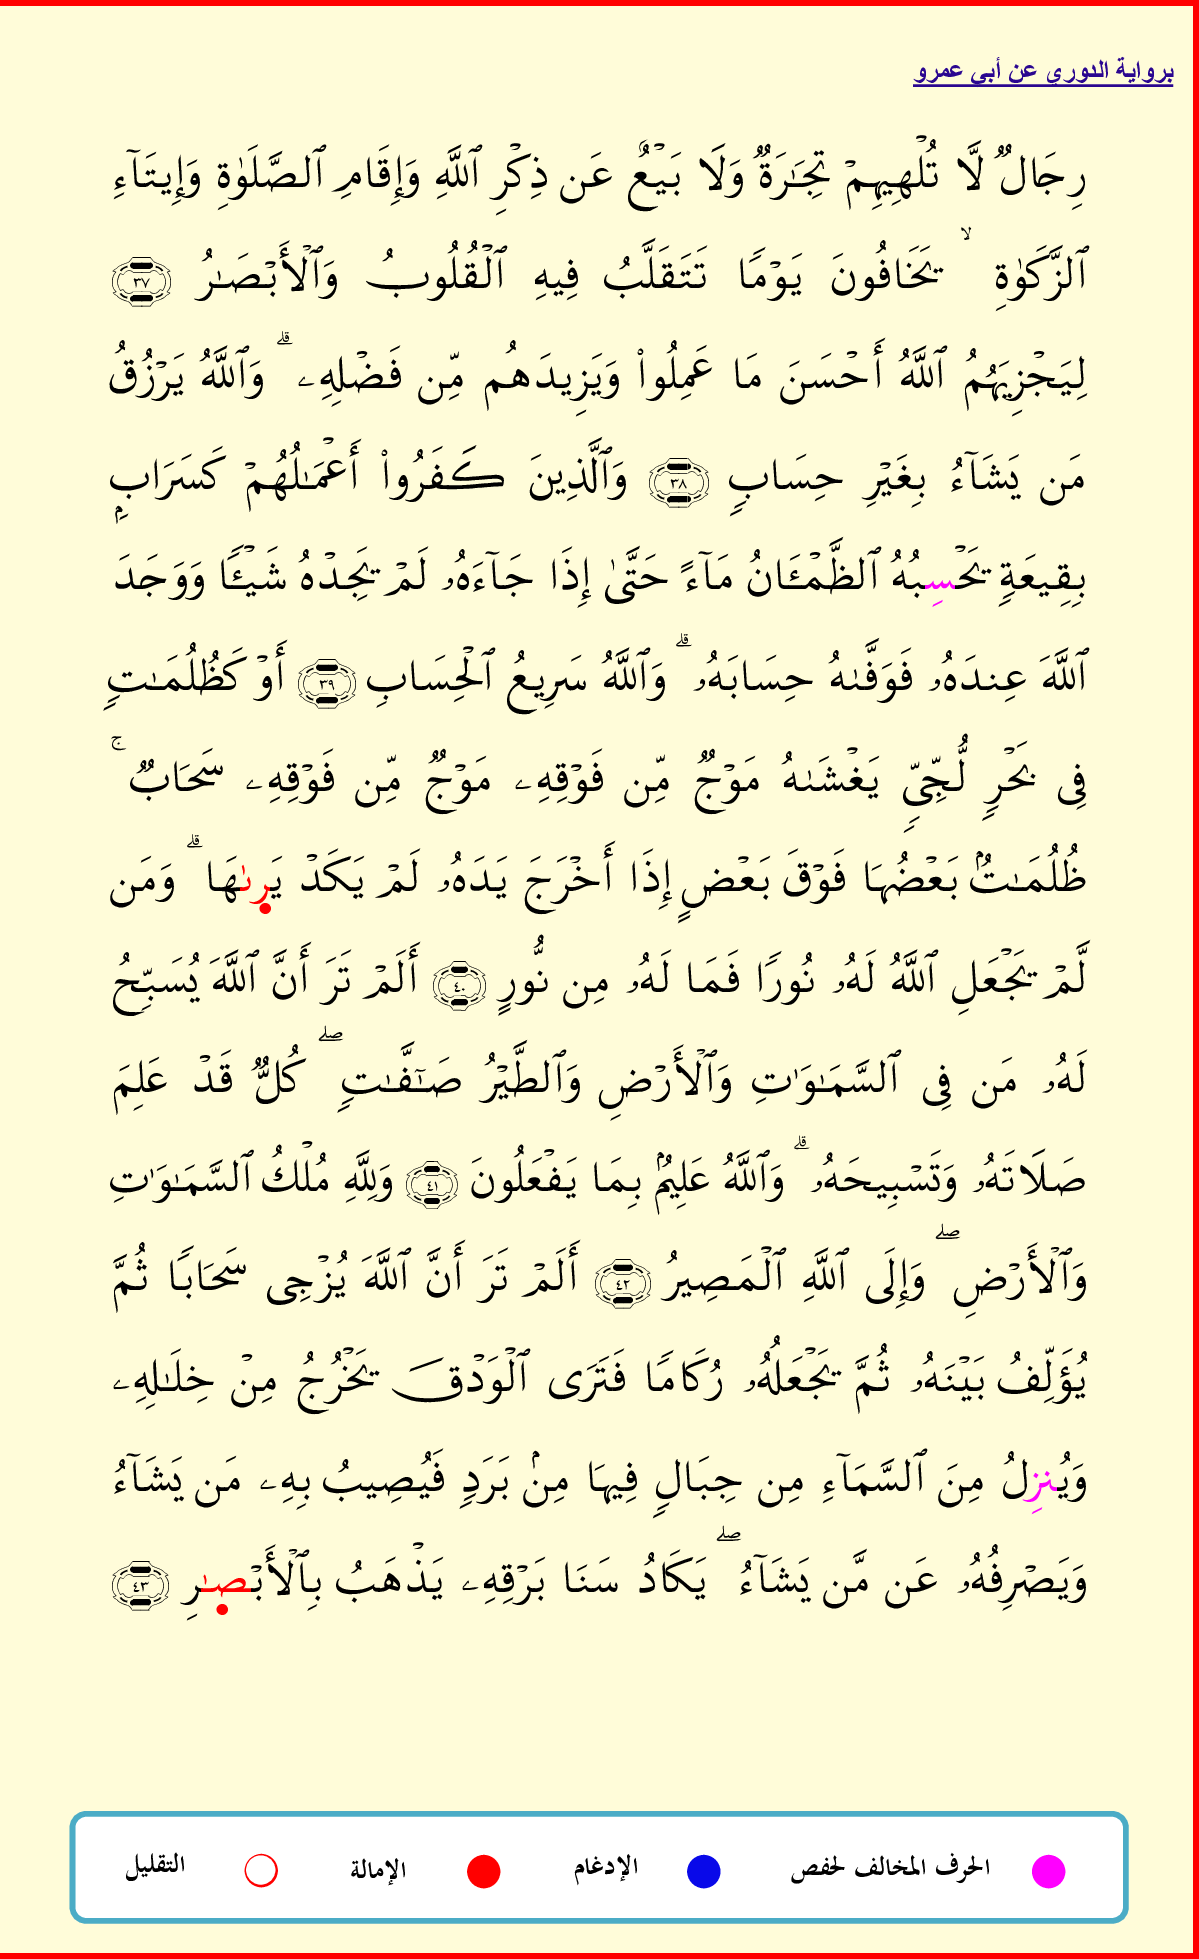 برواية الدوري عن أبي عمرو
رِجَالٌ لَّا تُلْهِيهِمْ تِجَٰرَةٌ وَلَا بَيْعٌ عَن ذِكْرِ ٱللَّهِ وَإِقَامِ ٱلصَّلَوٰةِ وَإِيتَآءِ
ٱلزَّكَوٰةِ ۙ يَخَافُونَ يَوْمًا تَتَقَلَّبُ فِيهِ ٱلْقُلُوبُ وَٱلْأَبْصَٰرُ ٣٧
لِيَجْزِيَهُمُ ٱللَّهُ أَحْسَنَ مَا عَمِلُوا۟ وَيَزِيدَهُم مِّن فَضْلِهِۦ ۗ وَٱللَّهُ يَرْزُقُ
مَن يَشَآءُ بِغَيْرِ حِسَابٍ ٣٨ وَٱلَّذِينَ كَفَرُوا۟ أَعْمَٰلُهُمْ كَسَرَابٍۭ
بِقِيعَةٍ يَحْسِبُهُ ٱلظَّمْـَٔانُ مَآءً حَتَّىٰ إِذَا جَآءَهُۥ لَمْ يَجِدْهُ شَيْـًٔا وَوَجَدَ
ٱللَّهَ عِندَهُۥ فَوَفَّىٰهُ حِسَابَهُۥ ۗ وَٱللَّهُ سَرِيعُ ٱلْحِسَابِ ٣٩ أَوْ كَظُلُمَٰتٍ
فِى بَحْرٍ لُّجِّىٍّ يَغْشَىٰهُ مَوْجٌ مِّن فَوْقِهِۦ مَوْجٌ مِّن فَوْقِهِۦ سَحَابٌ ۚ
ظُلُمَٰتٌۢ بَعْضُهَا فَوْقَ بَعْضٍ إِذَا أَخْرَجَ يَدَهُۥ لَمْ يَكَدْ يَرىٰهَا ۗ وَمَن
لَّمْ يَجْعَلِ ٱللَّهُ لَهُۥ نُورًا فَمَا لَهُۥ مِن نُّورٍ ٤٠ أَلَمْ تَرَ أَنَّ ٱللَّهَ يُسَبِّحُ
لَهُۥ مَن فِى ٱلسَّمَٰوَٰتِ وَٱلْأَرْضِ وَٱلطَّيْرُ صَٰٓفَّٰتٍ ۖ كُلٌّ قَدْ عَلِمَ
صَلَاتَهُۥ وَتَسْبِيحَهُۥ ۗ وَٱللَّهُ عَلِيمٌۢ بِمَا يَفْعَلُونَ ٤١ وَلِلَّهِ مُلْكُ ٱلسَّمَٰوَٰتِ
وَٱلْأَرْضِ ۖ وَإِلَى ٱللَّهِ ٱلْمَصِيرُ ٤٢ أَلَمْ تَرَ أَنَّ ٱللَّهَ يُزْجِى سَحَابًا ثُمَّ
يُؤَلِّفُ بَيْنَهُۥ ثُمَّ يَجْعَلُهُۥ رُكَامًا فَتَرَى ٱلْوَدْقَ يَخْرُجُ مِنْ خِلَٰلِهِۦ
وَيُنزِلُ مِنَ ٱلسَّمَآءِ مِن جِبَالٍ فِيهَا مِنۢ بَرَدٍ فَيُصِيبُ بِهِۦ مَن يَشَآءُ
وَيَصْرِفُهُۥ عَن مَّن يَشَآءُ ۖ يَكَادُ سَنَا بَرْقِهِۦ يَذْهَبُ بِٱلْأَبْصٰرِ ٤٣
الحرف المخالف لحفص الإدغام الإمالة التقليل